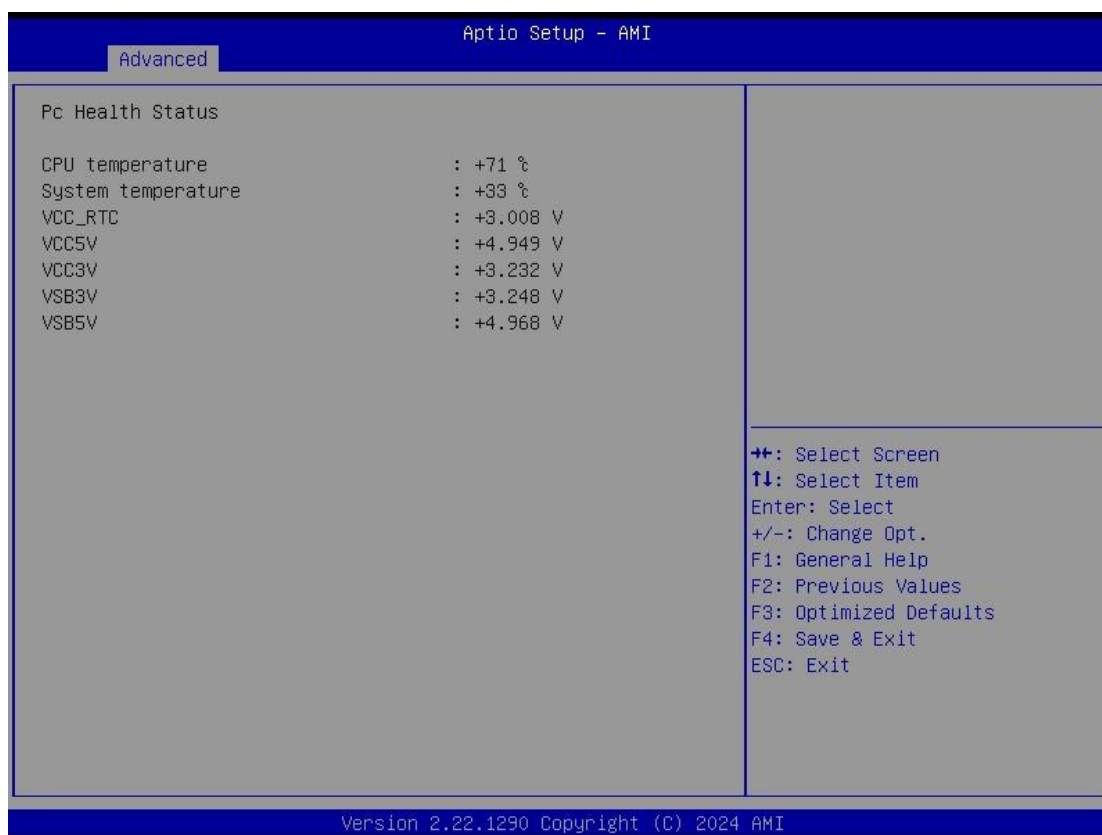 Aptio Setup – AMI
Advanced
Pc Health Status
CPU temperature : +71 ℃
System temperature : +33 ℃
VCC_RTC : +3.008 V
VCC5V : +4.949 V
VCC3V : +3.232 V
VSB3V : +3.248 V
VSB5V : +4.968 V
→←: Select Screen
↑↓: Select Item
Enter: Select
+/-: Change Opt.
F1: General Help
F2: Previous Values
F3: Optimized Defaults
F4: Save & Exit
ESC: Exit
Version 2.22.1290 Copyright (C) 2024 AMI